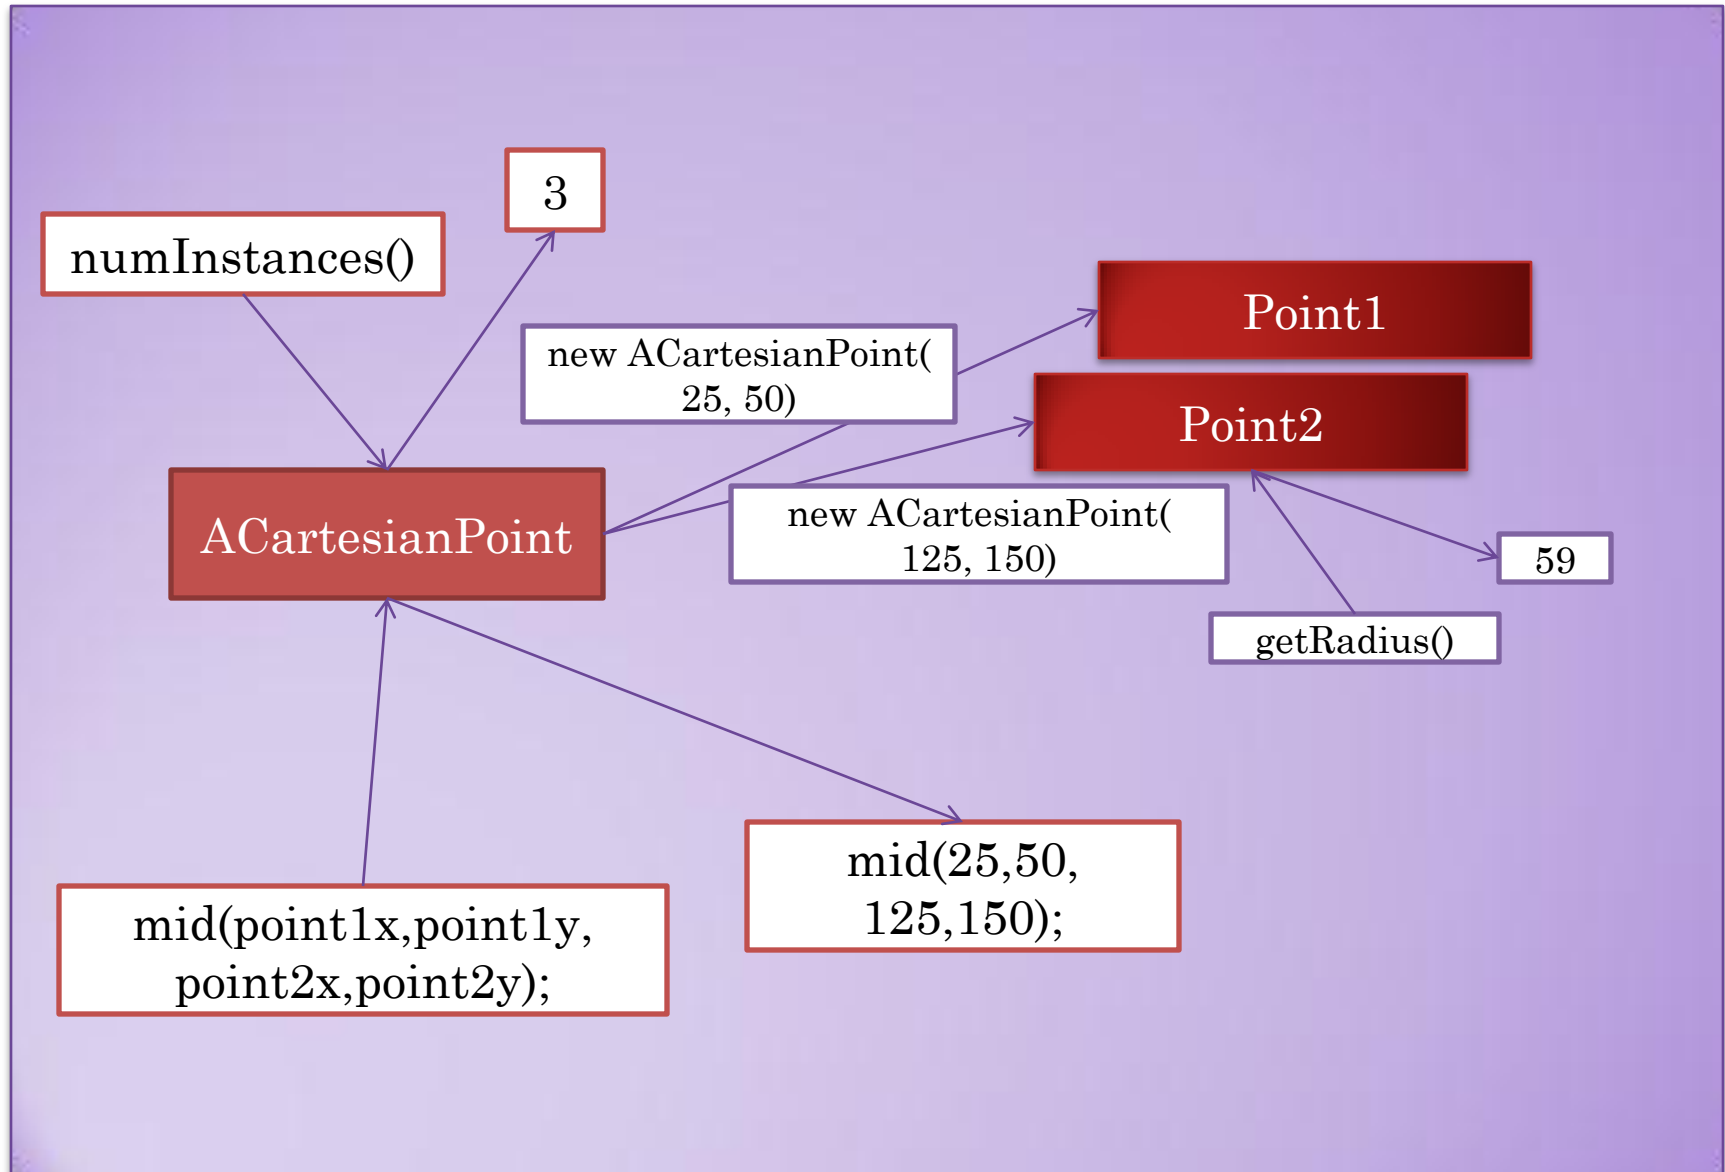 3
numInstances()
Point1
new ACartesianPoint(
25, 50)
Point2
ACartesianPoint
new ACartesianPoint(
125, 150)
59
getRadius()
mid(25,50,
125,150);
mid(point1x,point1y,
point2x,point2y);